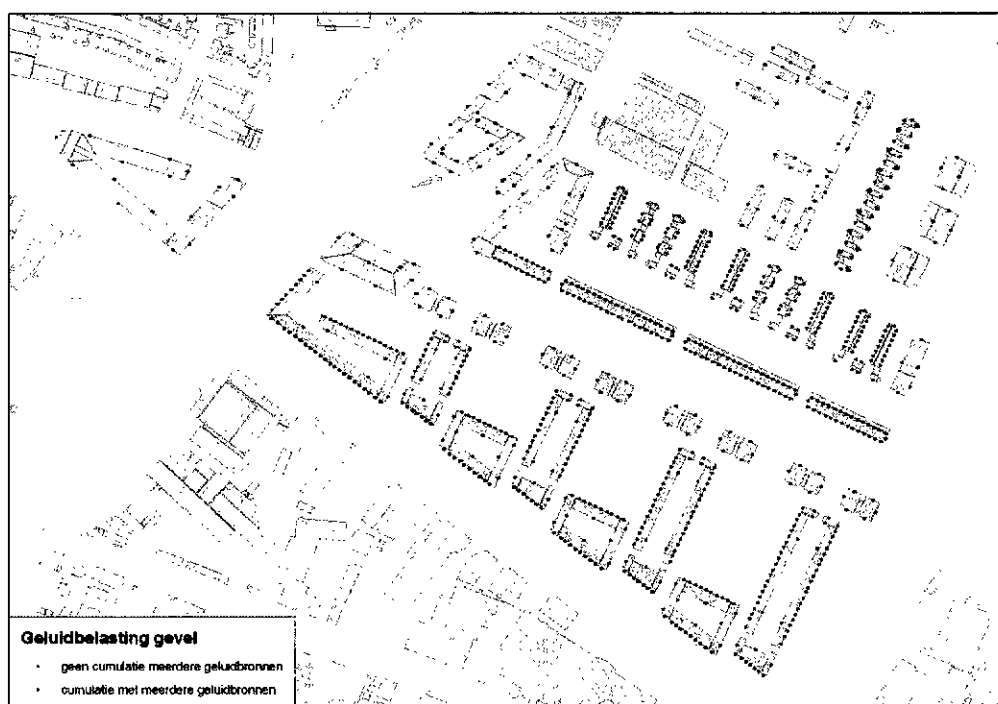 Geluidbelasting gevel
geen cumulatie meerdere geluidbronnen
cumulatie met meerdere geluidbronnen